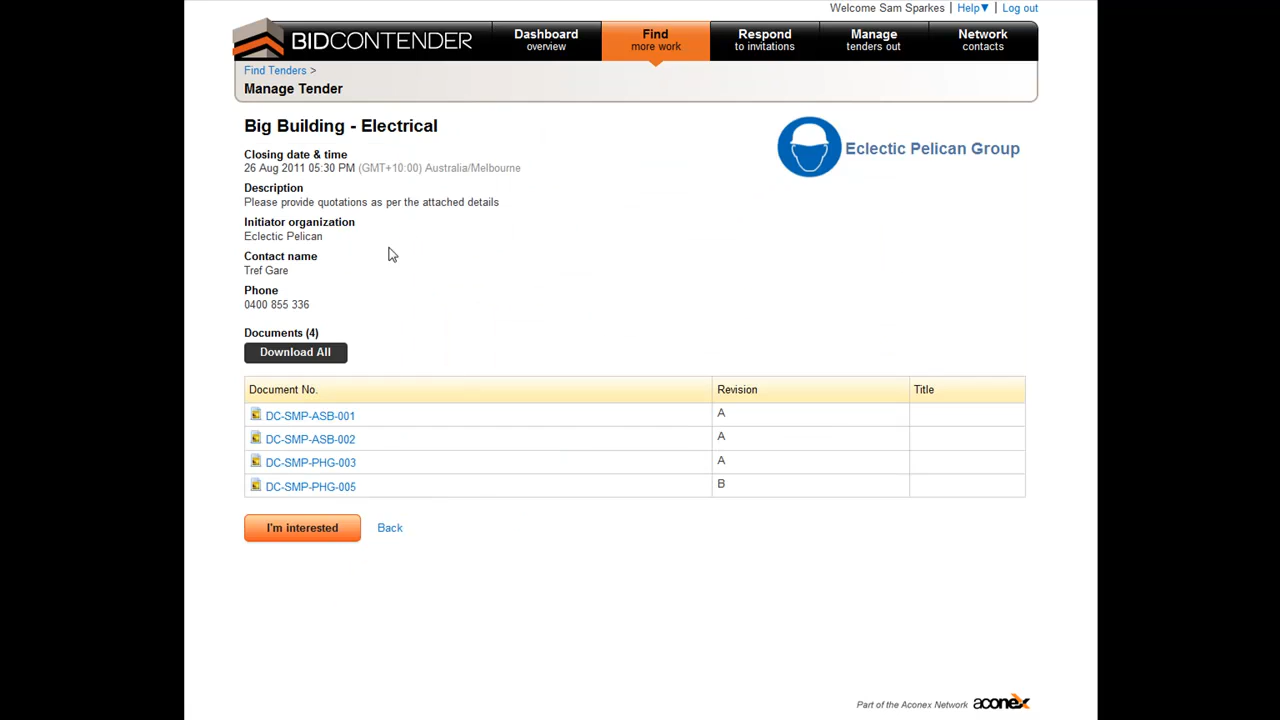 Welcome Sam Sparkes | Help▼ | Log out
BIDCONTENDER
Dashboard
overview
Find
more work
Respond
to invitations
Manage
tenders out
Network
contacts
Find Tenders >
Manage Tender
Big Building - Electrical
Eclectic Pelican Group
Closing date & time
26 Aug 2011 05:30 PM (GMT+10:00) Australia/Melbourne
Description
Please provide quotations as per the attached details
Initiator organization
Eclectic Pelican
Contact name
Tref Gare
Phone
0400 855 336
Documents (4)
Download All
Document No. Revision Title
DC-SMP-ASB-001 A
DC-SMP-ASB-002 A
DC-SMP-PHG-003 A
DC-SMP-PHG-005 B
I'm interested Back
Part of the Aconex Network aconex